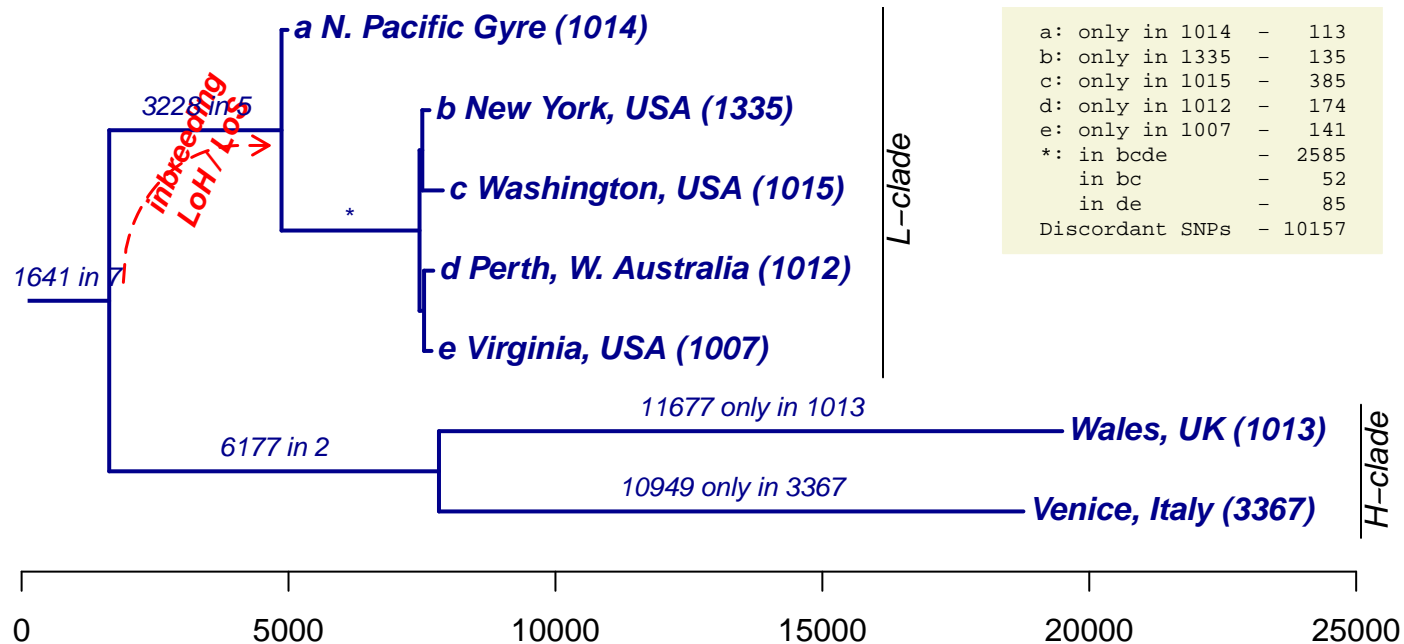 a N. Pacific Gyre (1014)
3228 in 5
inbreeding
LoH / LoS
b New York, USA (1335)
c Washington, USA (1015)
*
d Perth, W. Australia (1012)
1641 in 7
e Virginia, USA (1007)
L−clade
11677 only in 1013
Wales, UK (1013)
6177 in 2
10949 only in 3367
Venice, Italy (3367)
H−clade
a: only in 1014 - 113
b: only in 1335 - 135
c: only in 1015 - 385
d: only in 1012 - 174
e: only in 1007 - 141
*: in bcde - 2585
in bc - 52
in de - 85
Discordant SNPs - 10157
0 5000 10000 15000 20000 25000